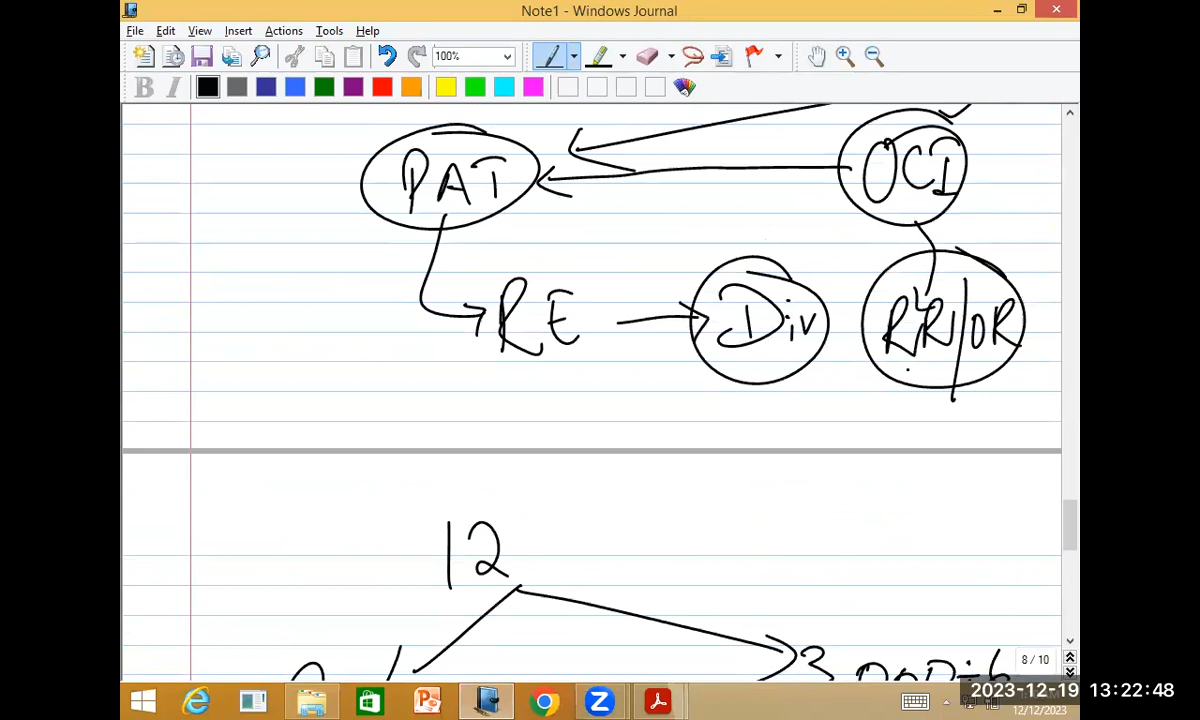 Note1 - Windows Journal
File Edit View Insert Actions Tools Help
100%
B I
PAT OCI
RE Div RR/OR
12
8 / 10
2023-12-19 13:22:48
12/12/2023